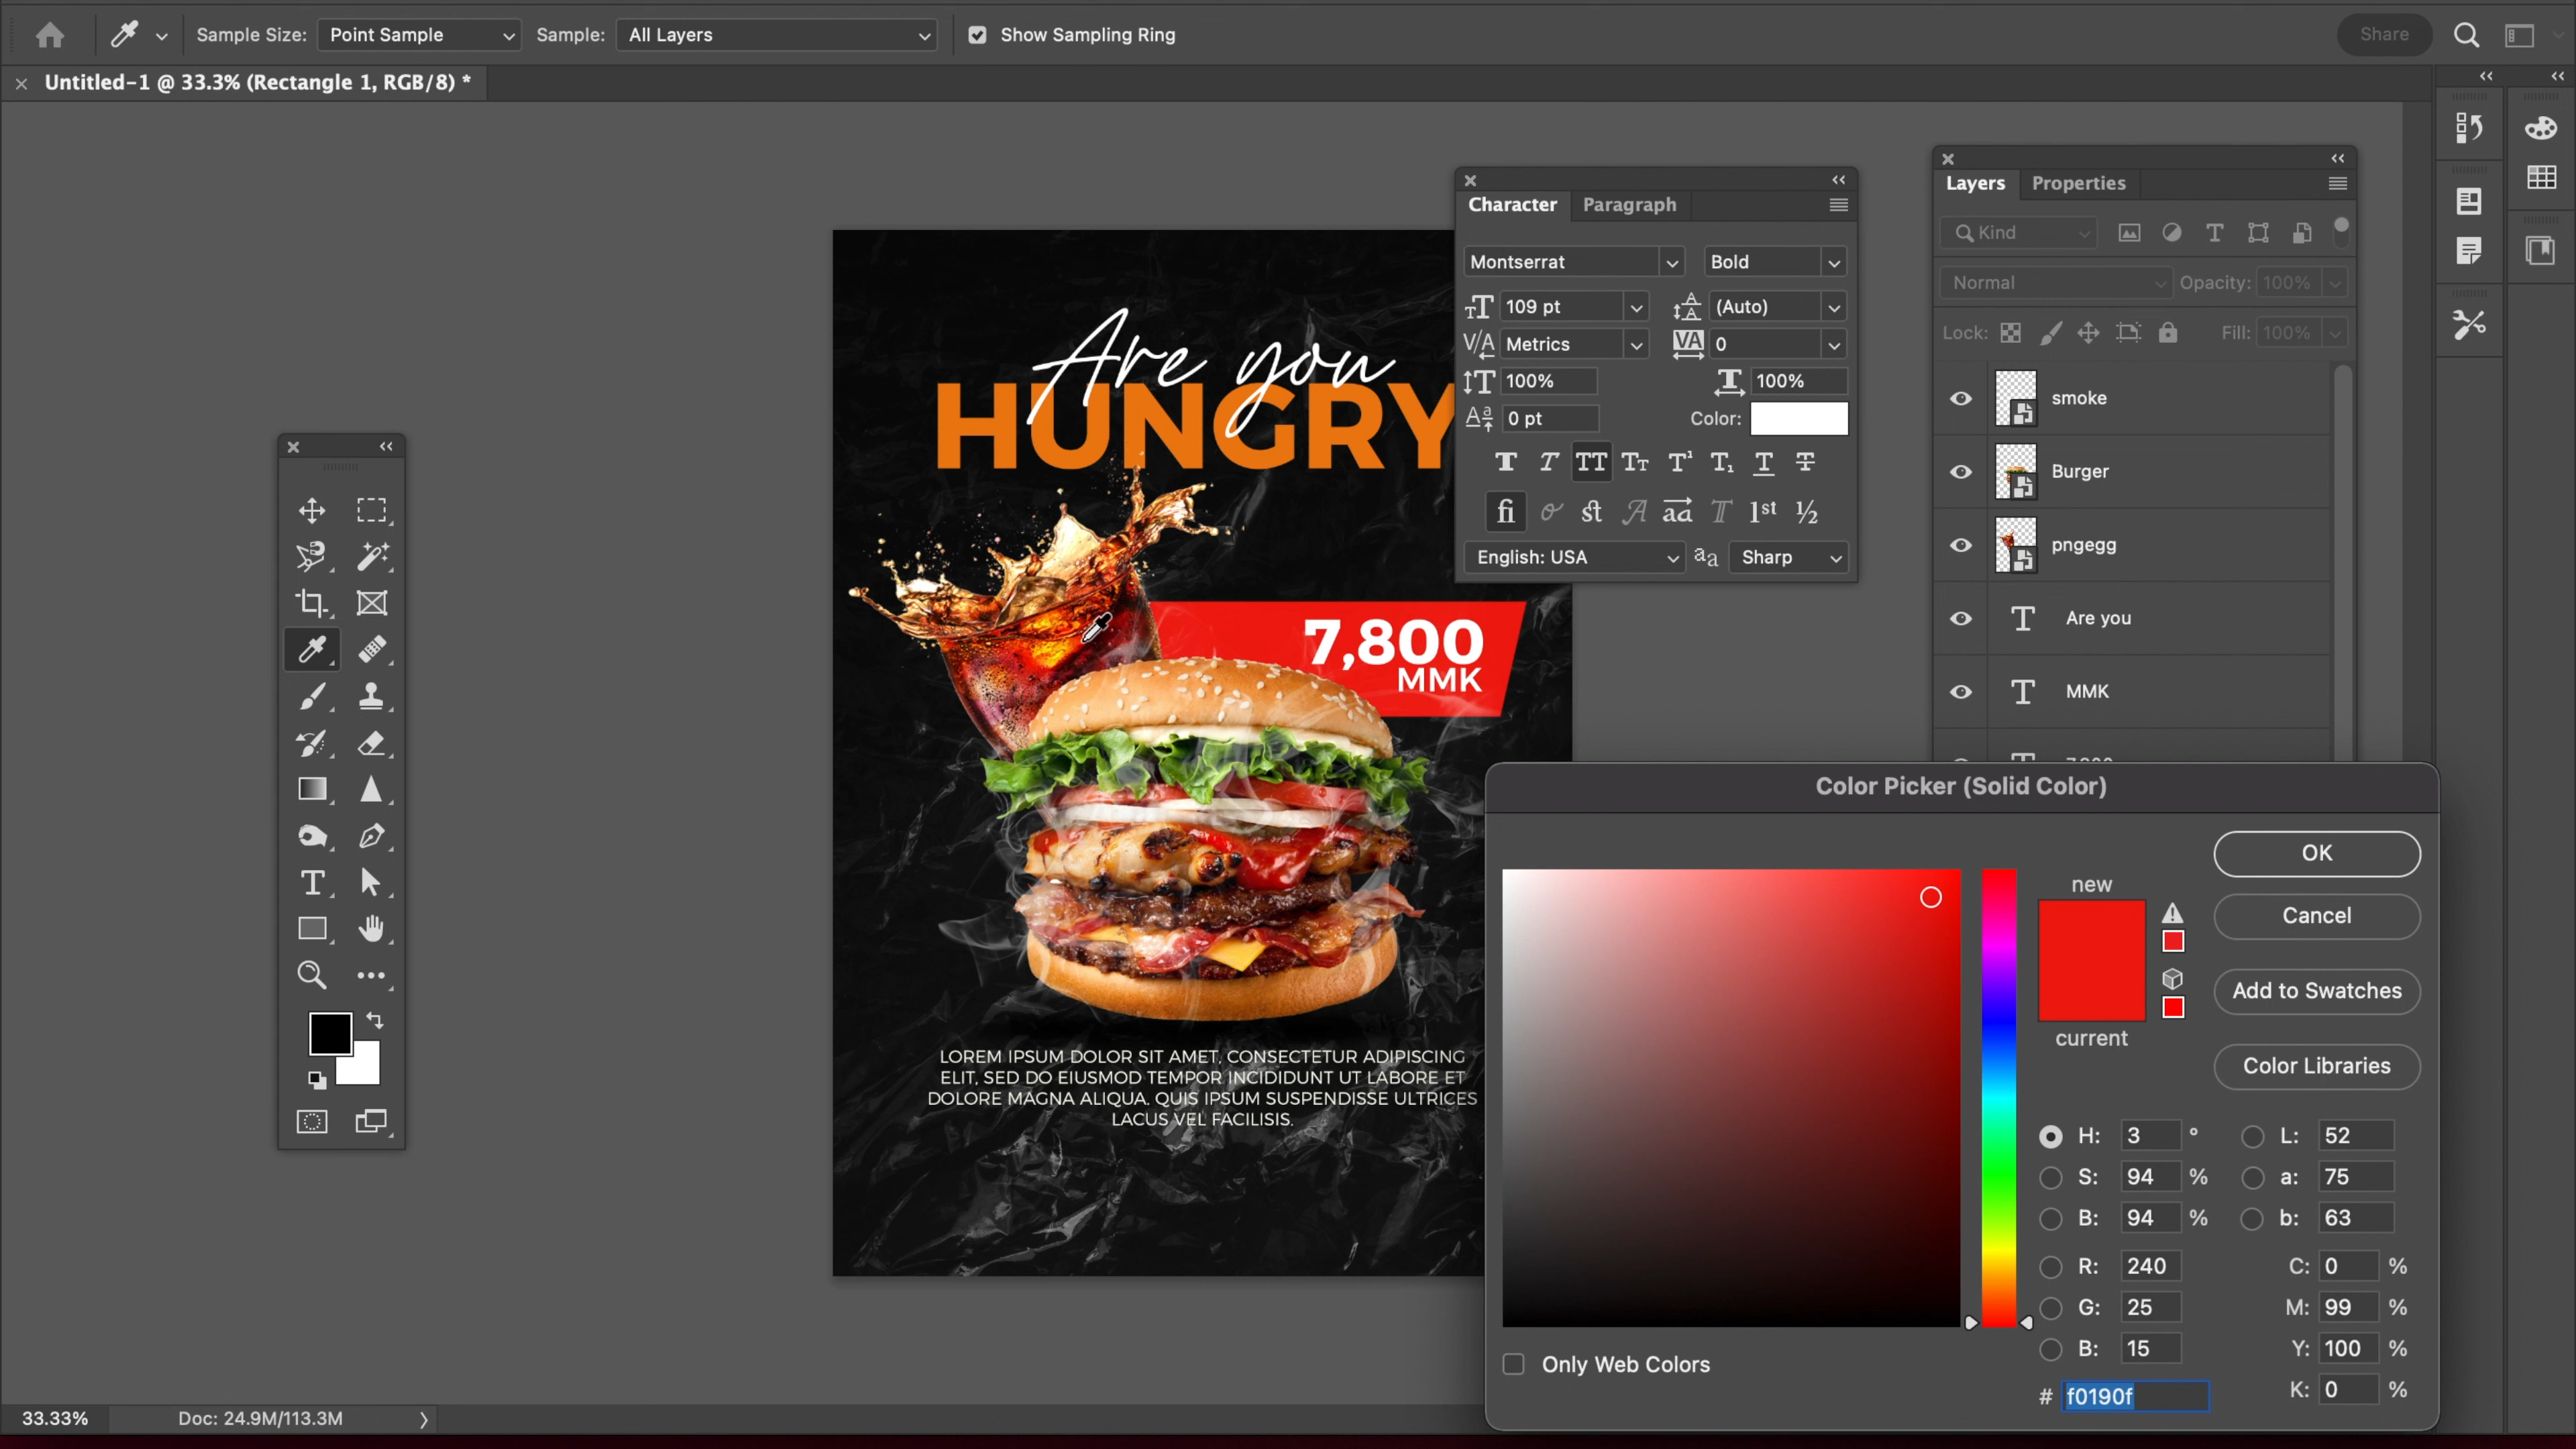 Sample Size: Point Sample Sample: All Layers Show Sampling Ring Share
Untitled-1 @ 33.3% (Rectangle 1, RGB/8) *
Are you
HUNGRY
7,800
MMK
LOREM IPSUM DOLOR SIT AMET, CONSECTETUR ADIPISCING
ELIT, SED DO EIUSMOD TEMPOR INCIDIDUNT UT LABORE ET
DOLORE MAGNA ALIQUA. QUIS IPSUM SUSPENDISSE ULTRICES
LACUS VEL FACILISIS.
Character Paragraph
Montserrat Bold
109 pt (Auto)
Metrics 0
100% 100%
0 pt Color:
English: USA Sharp
Layers Properties
Kind
Normal Opacity: 100%
Lock: Fill: 100%
smoke
Burger
pngegg
Are you
MMK
Color Picker (Solid Color)
new
current
OK
Cancel
Add to Swatches
Color Libraries
H: 3 ° L: 52
S: 94 % a: 75
B: 94 % b: 63
R: 240 C: 0 %
G: 25 M: 99 %
B: 15 Y: 100 %
# f0190f K: 0 %
Only Web Colors
33.33% Doc: 24.9M/113.3M